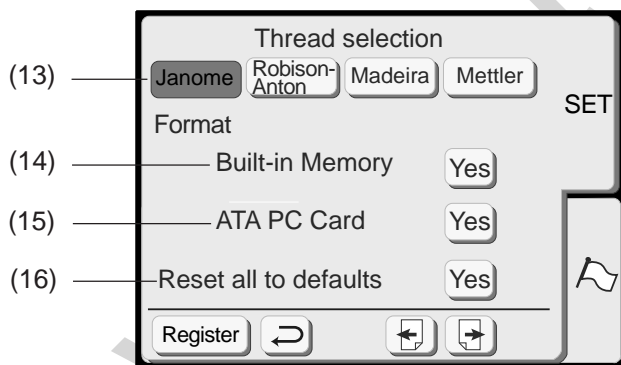 Thread selection
(13) Janome Robison-Anton Madeira Mettler
SET
Format
(14) Built-in Memory Yes
(15) ATA PC Card Yes
(16) Reset all to defaults Yes
Register